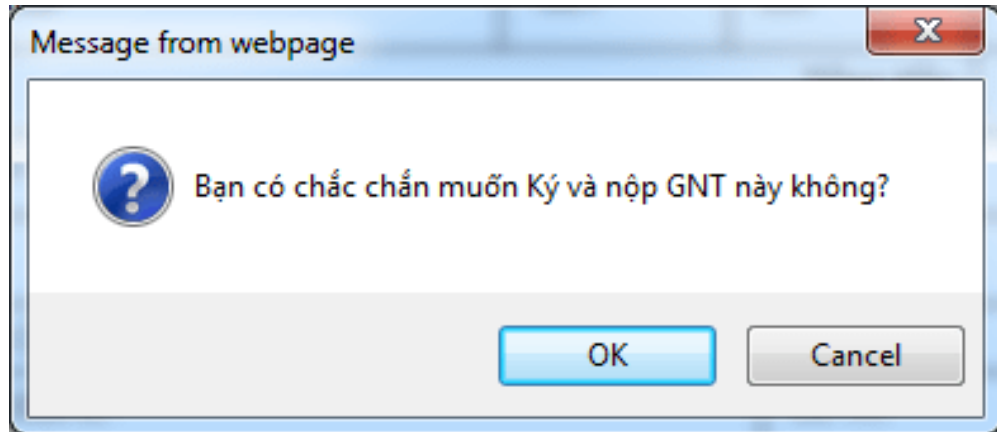 Message from webpage
Bạn có chắc chắn muốn Ký và nộp GNT này không?
OK
Cancel